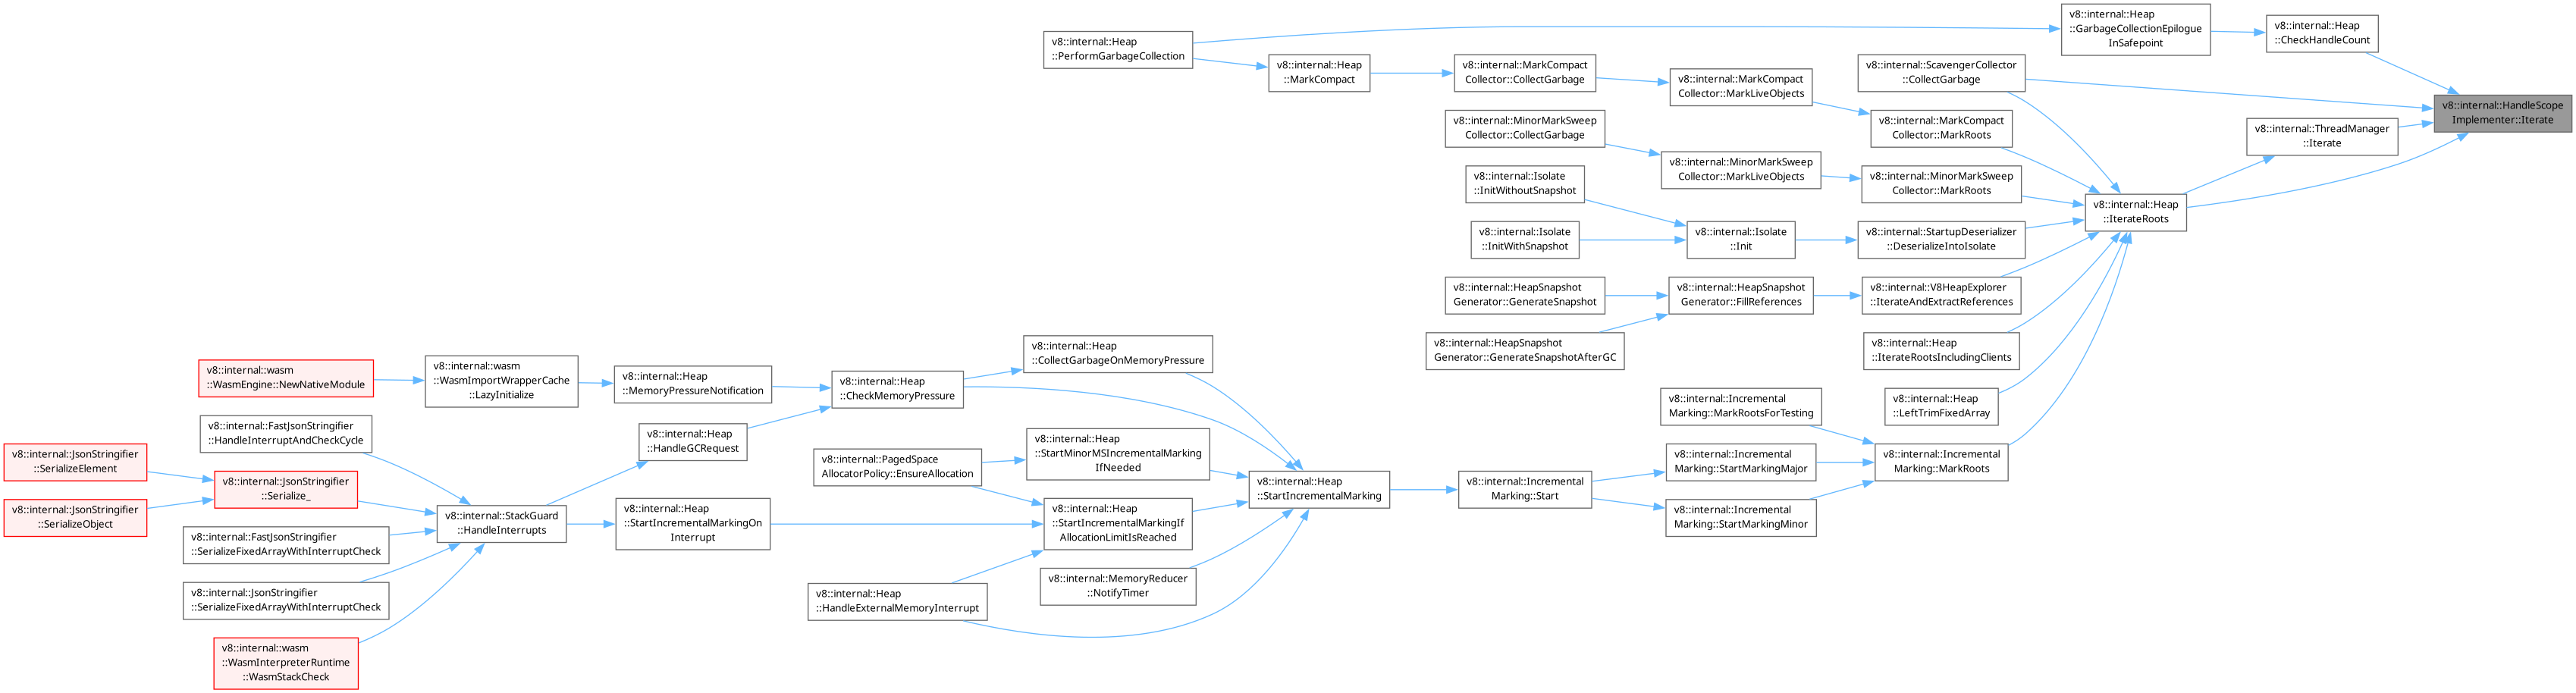 v8::internal::Heap
::GarbageCollectionEpilogue
InSafepoint
v8::internal::Heap
::CheckHandleCount
v8::internal::Heap
::PerformGarbageCollection
v8::internal::Heap
::MarkCompact
v8::internal::MarkCompact
Collector::CollectGarbage
v8::internal::MarkCompact
Collector::MarkLiveObjects
v8::internal::ScavengerCollector
::CollectGarbage
v8::internal::HandleScope
Implementer::Iterate
v8::internal::MinorMarkSweep
Collector::CollectGarbage
v8::internal::MarkCompact
Collector::MarkRoots
v8::internal::ThreadManager
::Iterate
v8::internal::MinorMarkSweep
Collector::MarkLiveObjects
v8::internal::MinorMarkSweep
Collector::MarkRoots
v8::internal::Isolate
::InitWithoutSnapshot
v8::internal::Heap
::IterateRoots
v8::internal::Isolate
::InitWithSnapshot
v8::internal::Isolate
::Init
v8::internal::StartupDeserializer
::DeserializeIntoIsolate
v8::internal::HeapSnapshot
Generator::GenerateSnapshot
v8::internal::HeapSnapshot
Generator::FillReferences
v8::internal::V8HeapExplorer
::IterateAndExtractReferences
v8::internal::HeapSnapshot
Generator::GenerateSnapshotAfterGC
v8::internal::Heap
::IterateRootsIncludingClients
v8::internal::Heap
::CollectGarbageOnMemoryPressure
v8::internal::wasm
::WasmEngine::NewNativeModule
v8::internal::wasm
::WasmImportWrapperCache
::LazyInitialize
v8::internal::Heap
::MemoryPressureNotification
v8::internal::Heap
::CheckMemoryPressure
v8::internal::Heap
::LeftTrimFixedArray
v8::internal::Incremental
Marking::MarkRootsForTesting
v8::internal::FastJsonStringifier
::HandleInterruptAndCheckCycle
v8::internal::Heap
::HandleGCRequest
v8::internal::Heap
::StartMinorMSIncrementalMarking
IfNeeded
v8::internal::JsonStringifier
::SerializeElement
v8::internal::PagedSpace
AllocatorPolicy::EnsureAllocation
v8::internal::Incremental
Marking::StartMarkingMajor
v8::internal::Incremental
Marking::MarkRoots
v8::internal::JsonStringifier
::Serialize_
v8::internal::Heap
::StartIncrementalMarking
v8::internal::Incremental
Marking::Start
v8::internal::JsonStringifier
::SerializeObject
v8::internal::StackGuard
::HandleInterrupts
v8::internal::Heap
::StartIncrementalMarkingOn
Interrupt
v8::internal::Heap
::StartIncrementalMarkingIf
AllocationLimitIsReached
v8::internal::Incremental
Marking::StartMarkingMinor
v8::internal::FastJsonStringifier
::SerializeFixedArrayWithInterruptCheck
v8::internal::MemoryReducer
::NotifyTimer
v8::internal::JsonStringifier
::SerializeFixedArrayWithInterruptCheck
v8::internal::Heap
::HandleExternalMemoryInterrupt
v8::internal::wasm
::WasmInterpreterRuntime
::WasmStackCheck